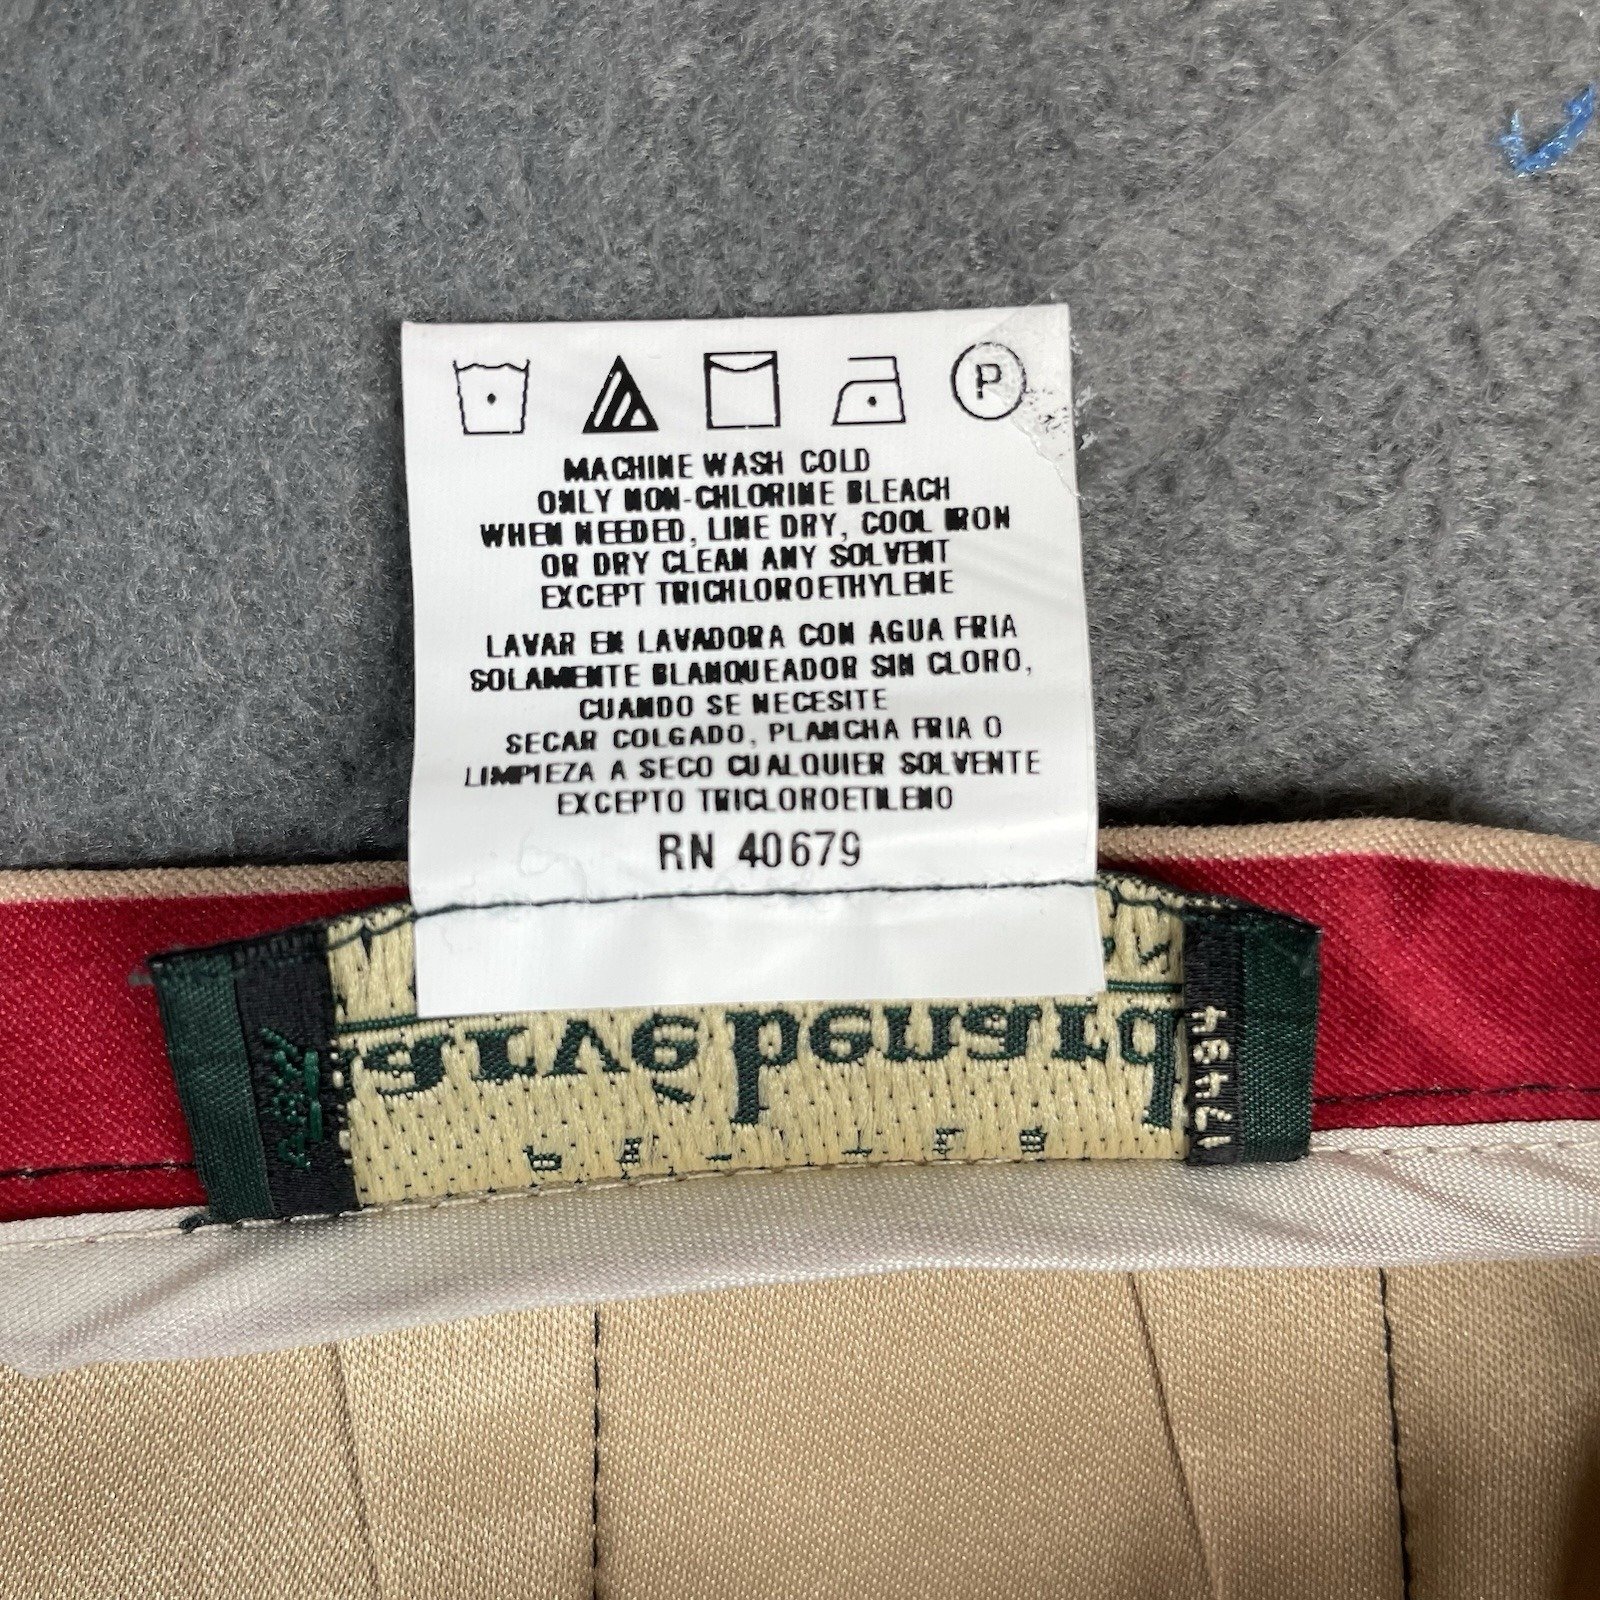 P
MACHINE WASH COLD
ONLY NON-CHLORINE BLEACH
WHEN NEEDED, LINE DRY, COOL IRON
OR DRY CLEAN ANY SOLVENT
EXCEPT TRICHLOROETHYLENE
LAVAR EN LAVADORA CON AGUA FRIA
SOLAMENTE BLANQUEADOR SIN CLORO,
CUANDO SE NECESITE
SECAR COLGADO, PLANCHA FRIA O
LIMPIEZA A SECO CUALQUIER SOLVENTE
EXCEPTO TRICLOROETILENO
RN 40679
17484